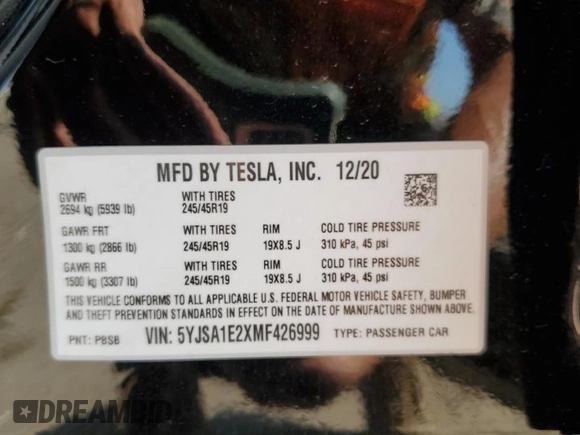 MFD BY TESLA, INC. 12/20
GVWR WITH TIRES
2694 kg (5939 lb) 245/45R19
GAWR FRT WITH TIRES RIM COLD TIRE PRESSURE
1300 kg (2866 lb) 245/45R19 19X8.5 J 310 kPa, 45 psi
GAWR RR WITH TIRES RIM COLD TIRE PRESSURE
1500 kg (3307 lb) 245/45R19 19X8.5 J 310 kPa, 45 psi
THIS VEHICLE CONFORMS TO ALL APPLICABLE U.S. FEDERAL MOTOR VEHICLE SAFETY, BUMPER
AND THEFT PREVENTION STANDARDS IN EFFECT ON THE DATE OF MANUFACTURE SHOWN ABOVE.
PNT: PBSB VIN: 5YJSA1E2XMF426999 TYPE: PASSENGER CAR
DREAMBID